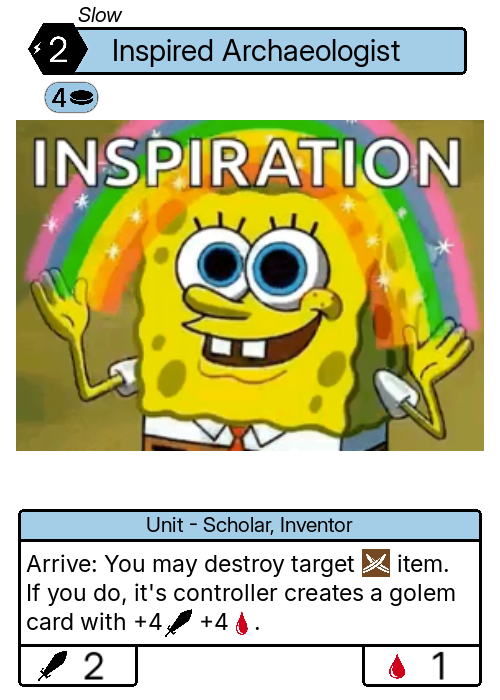 Slow
2 Inspired Archaeologist
4
INSPIRATION
Unit - Scholar, Inventor
Arrive: You may destroy target item.
If you do, it's controller creates a golem
card with +4 +4 .
2 1